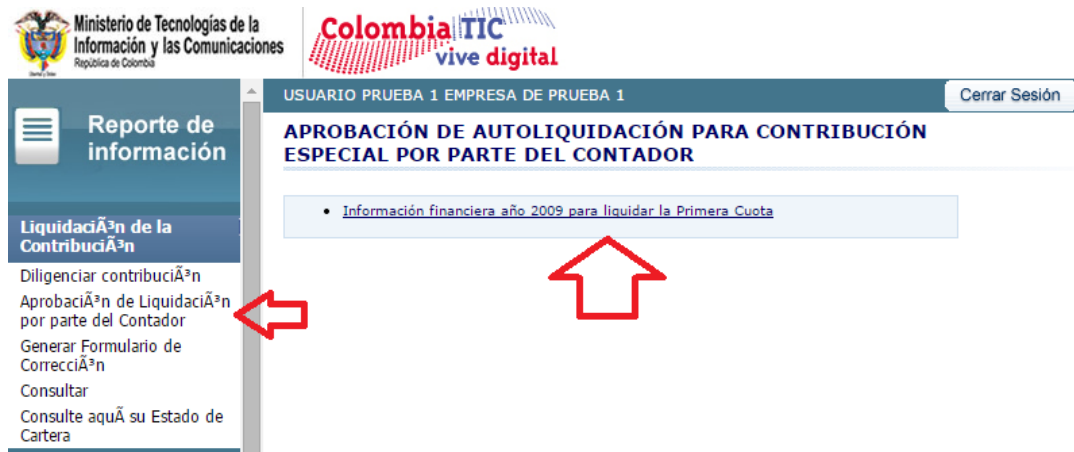 Ministerio de Tecnologías de la
Información y las Comunicaciones
República de Colombia
Libertad y Orden
Colombia TIC
vive digital
USUARIO PRUEBA 1 EMPRESA DE PRUEBA 1
Cerrar Sesión
Reporte de
información
APROBACIÓN DE AUTOLIQUIDACIÓN PARA CONTRIBUCIÓN
ESPECIAL POR PARTE DEL CONTADOR
Información financiera año 2009 para liquidar la Primera Cuota
LiquidaciÃ³n de la
ContribuciÃ³n
Diligenciar contribuciÃ³n
AprobaciÃ³n de LiquidaciÃ³n
por parte del Contador
Generar Formulario de
CorrecciÃ³n
Consultar
Consulte aquÃ su Estado de
Cartera